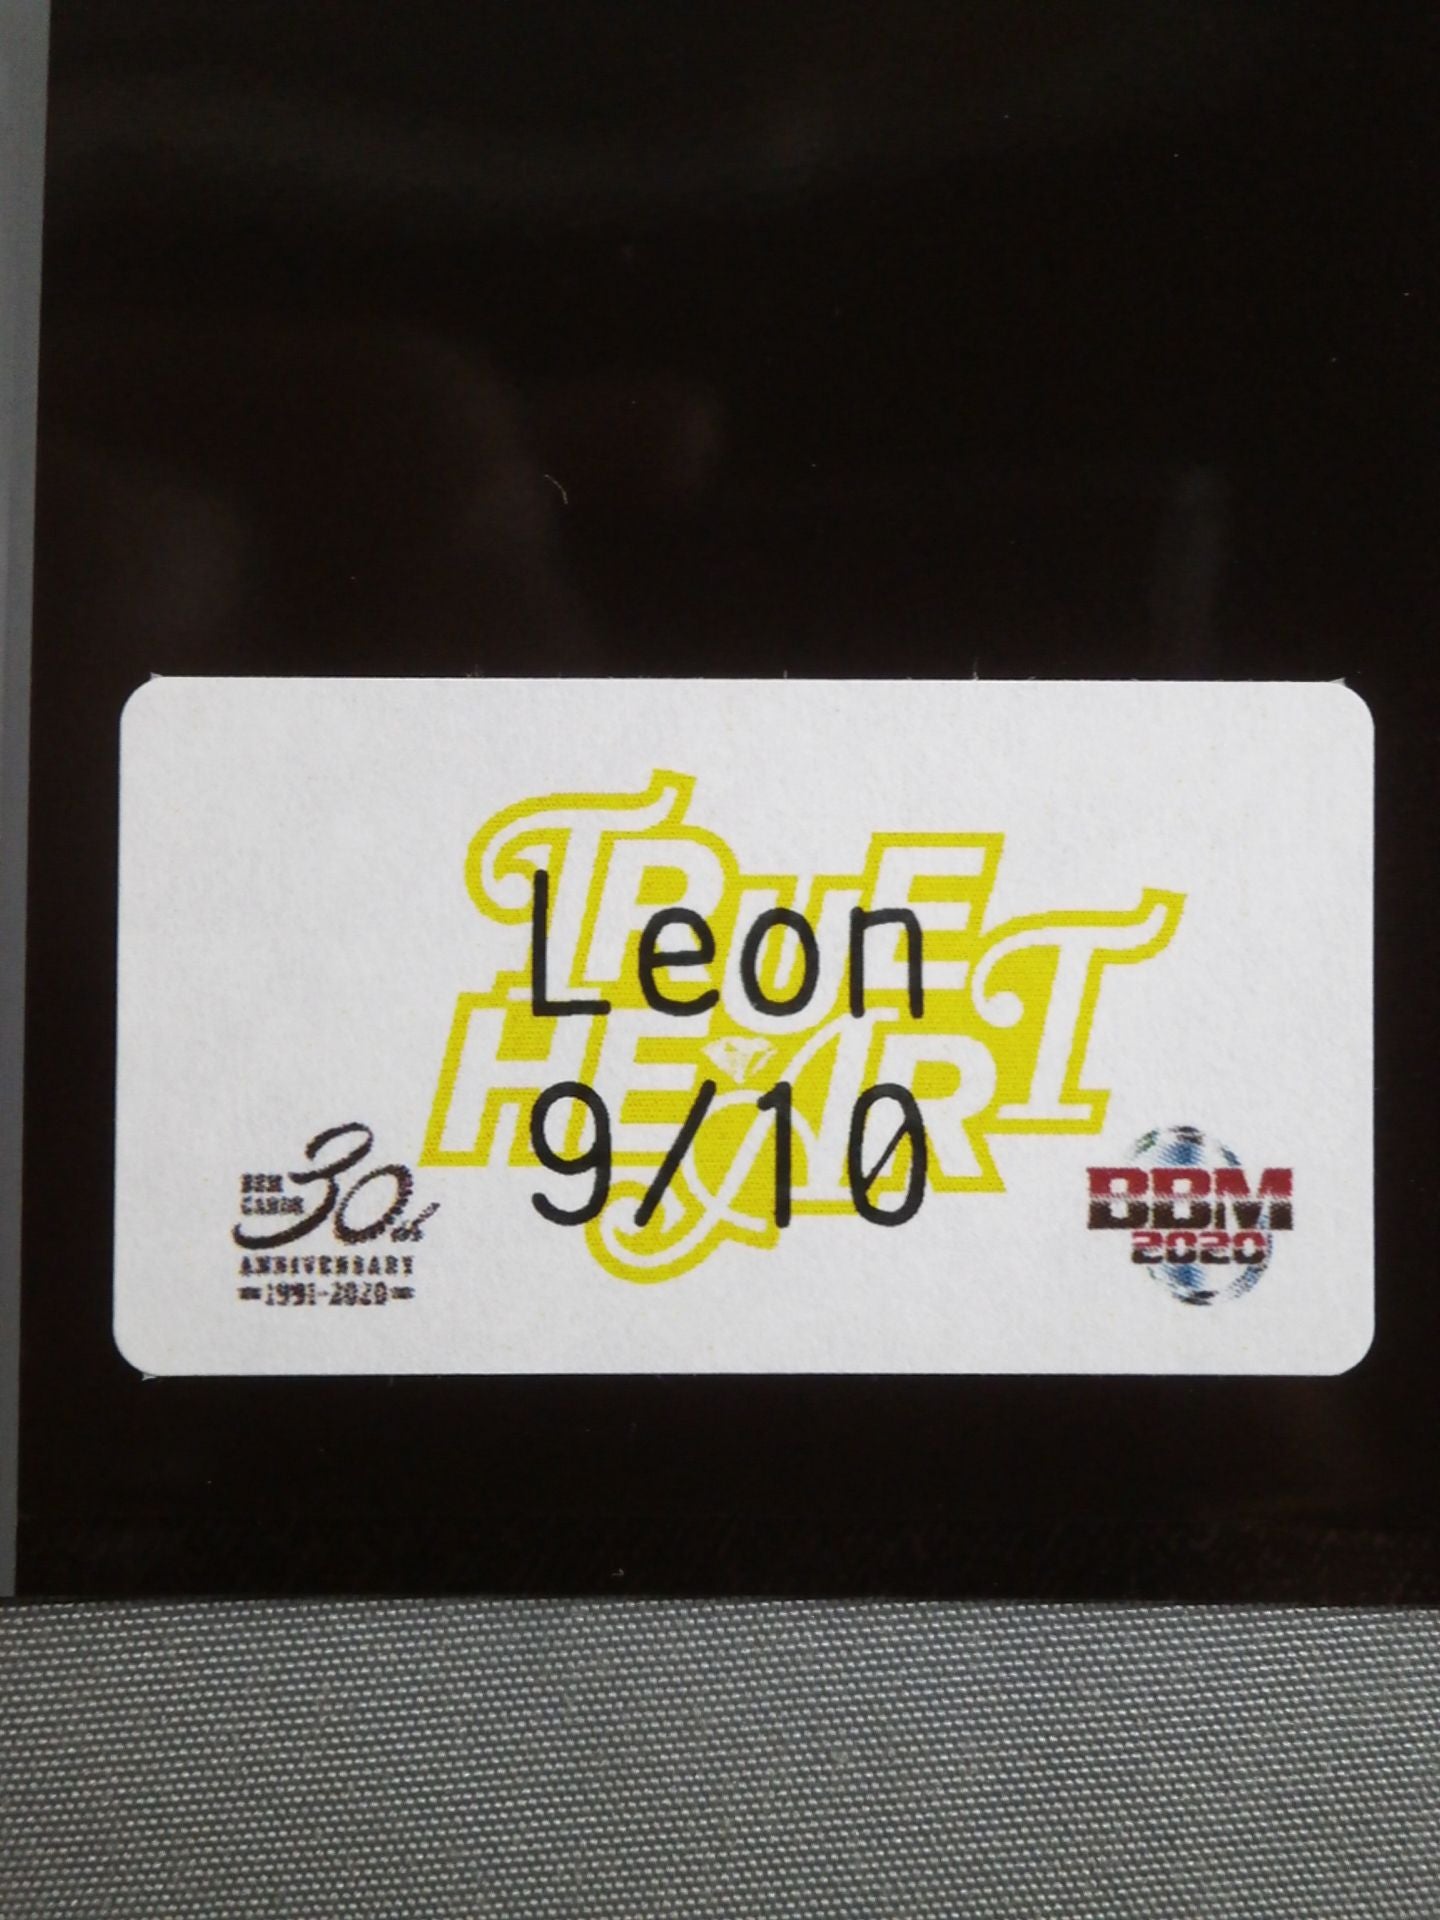 TRUE
HEART
Leon
9/10
BBM
CARDS
30th
ANNIVERSARY
1991-2020
BBM
2020